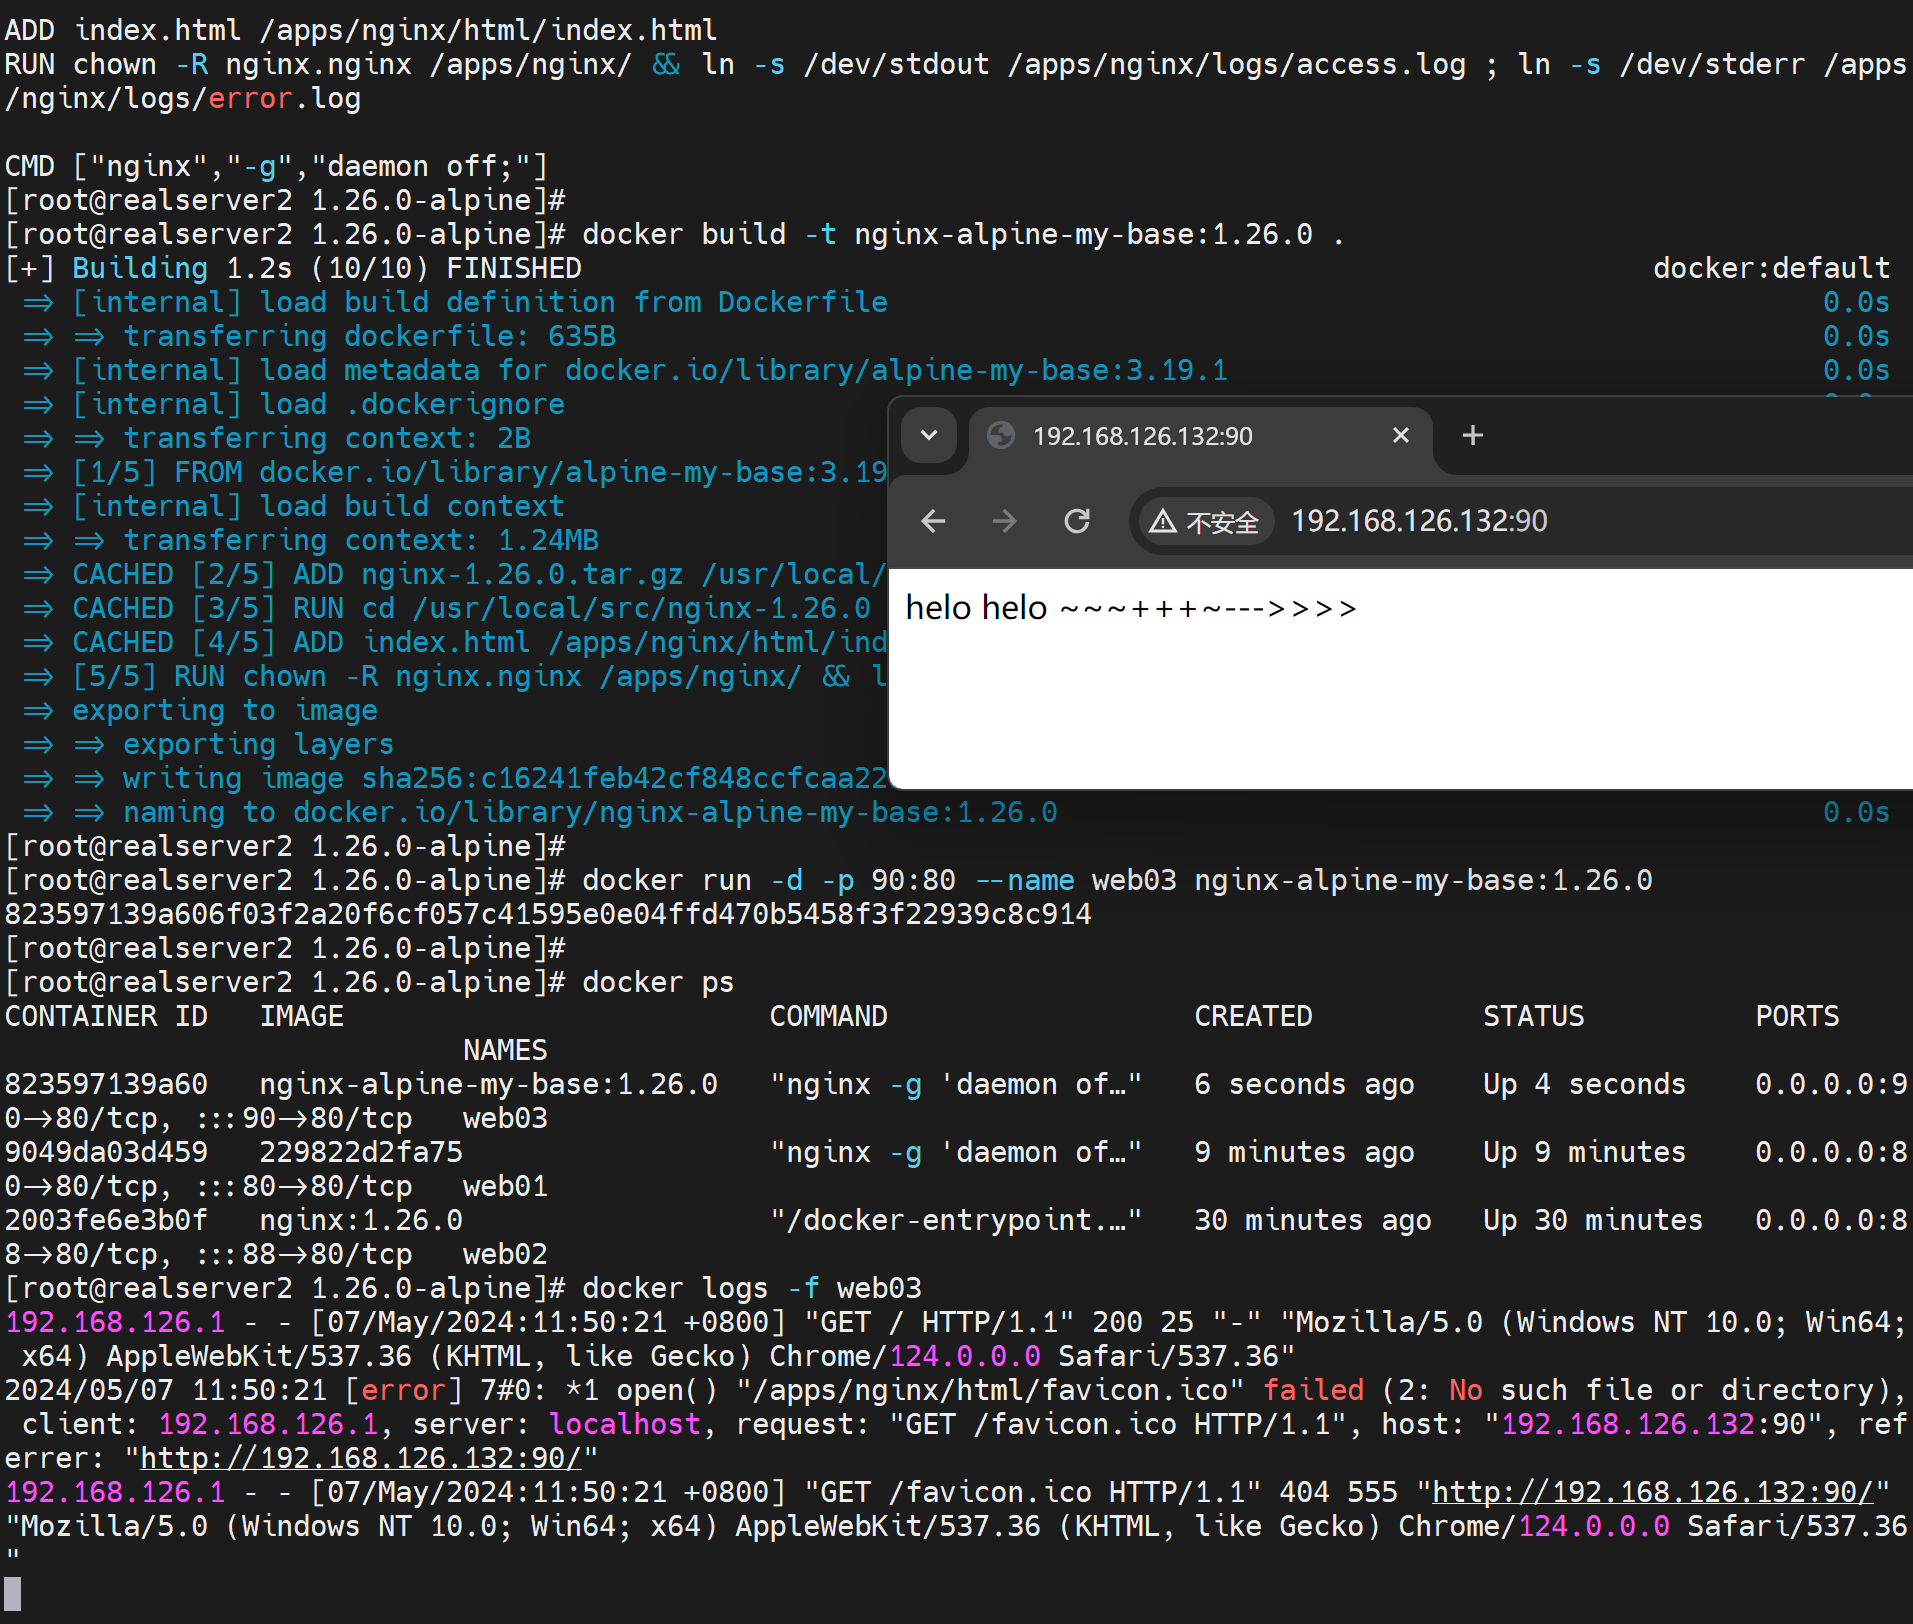 ADD index.html /apps/nginx/html/index.html
RUN chown -R nginx.nginx /apps/nginx/ && ln -s /dev/stdout /apps/nginx/logs/access.log ; ln -s /dev/stderr /apps
/nginx/logs/error.log
CMD ["nginx","-g","daemon off;"]
[root@realserver2 1.26.0-alpine]#
[root@realserver2 1.26.0-alpine]# docker build -t nginx-alpine-my-base:1.26.0 .
[+] Building 1.2s (10/10) FINISHED docker:default
=> [internal] load build definition from Dockerfile 0.0s
=> => transferring dockerfile: 635B 0.0s
=> [internal] load metadata for docker.io/library/alpine-my-base:3.19.1 0.0s
=> [internal] load .dockerignore
=> => transferring context: 2B
=> [1/5] FROM docker.io/library/alpine-my-base:3.19
=> [internal] load build context
=> => transferring context: 1.24MB
=> CACHED [2/5] ADD nginx-1.26.0.tar.gz /usr/local/
=> CACHED [3/5] RUN cd /usr/local/src/nginx-1.26.0
=> CACHED [4/5] ADD index.html /apps/nginx/html/ind
=> [5/5] RUN chown -R nginx.nginx /apps/nginx/ && l
=> exporting to image
=> => exporting layers
=> => writing image sha256:c16241feb42cf848ccfcaa22
=> => naming to docker.io/library/nginx-alpine-my-base:1.26.0 0.0s
192.168.126.132:90
不安全 192.168.126.132:90
helo helo ~~~+++~--->>>>
[root@realserver2 1.26.0-alpine]#
[root@realserver2 1.26.0-alpine]# docker run -d -p 90:80 --name web03 nginx-alpine-my-base:1.26.0
823597139a606f03f2a20f6cf057c41595e0e04ffd470b5458f3f22939c8c914
[root@realserver2 1.26.0-alpine]#
[root@realserver2 1.26.0-alpine]# docker ps
CONTAINER ID IMAGE COMMAND CREATED STATUS PORTS
NAMES
823597139a60 nginx-alpine-my-base:1.26.0 "nginx -g 'daemon of…" 6 seconds ago Up 4 seconds 0.0.0.0:9
0->80/tcp, :::90->80/tcp web03
9049da03d459 229822d2fa75 "nginx -g 'daemon of…" 9 minutes ago Up 9 minutes 0.0.0.0:8
0->80/tcp, :::80->80/tcp web01
2003fe6e3b0f nginx:1.26.0 "/docker-entrypoint.…" 30 minutes ago Up 30 minutes 0.0.0.0:8
8->80/tcp, :::88->80/tcp web02
[root@realserver2 1.26.0-alpine]# docker logs -f web03
192.168.126.1 - - [07/May/2024:11:50:21 +0800] "GET / HTTP/1.1" 200 25 "-" "Mozilla/5.0 (Windows NT 10.0; Win64;
x64) AppleWebKit/537.36 (KHTML, like Gecko) Chrome/124.0.0.0 Safari/537.36"
2024/05/07 11:50:21 [error] 7#0: *1 open() "/apps/nginx/html/favicon.ico" failed (2: No such file or directory),
client: 192.168.126.1, server: localhost, request: "GET /favicon.ico HTTP/1.1", host: "192.168.126.132:90", ref
errer: "http://192.168.126.132:90/"
192.168.126.1 - - [07/May/2024:11:50:21 +0800] "GET /favicon.ico HTTP/1.1" 404 555 "http://192.168.126.132:90/"
"Mozilla/5.0 (Windows NT 10.0; Win64; x64) AppleWebKit/537.36 (KHTML, like Gecko) Chrome/124.0.0.0 Safari/537.36
"